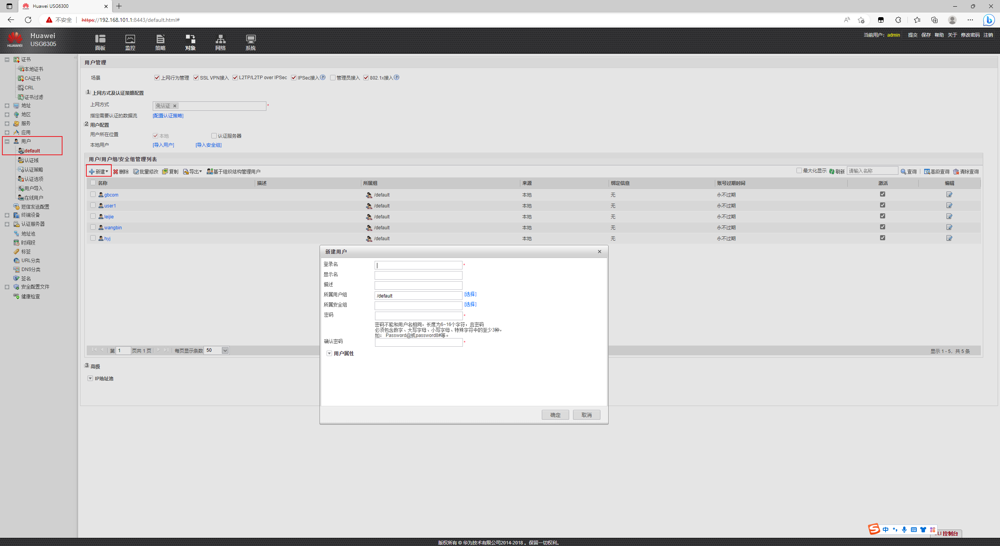 Huawei USG6300
不安全 https://192.168.101.1:8443/default.html#
HUAWEI
Huawei
USG6305
面板 监控 策略 对象 网络 系统
当前用户: admin 提交 保存 帮助 关于 修改密码 注销
证书
本地证书
CA证书
CRL
证书过滤
地址
地区
服务
应用
用户
default
认证域
认证策略
认证选项
用户导入
在线用户
短信发送配置
终端设备
认证服务器
地址池
时间段
标签
URL分类
DNS分类
签名
安全配置文件
健康检查
用户管理
场景 上网行为管理 SSL VPN接入 L2TP/L2TP over IPSec IPSec接入 管理员接入 802.1x接入
1 上网方式及认证策略配置
上网方式 免认证 *
指定需要认证的数据流 [配置认证策略]
2 用户配置
用户所在位置 本地 认证服务器
本地用户 [导入用户] [导入安全组]
用户/用户组/安全组管理列表
新建 删除 批量修改 复制 导出 基于组织结构管理用户 最大化显示 刷新 请输入名称 查询 高级查询 清除查询
名称 描述 所属组 来源 绑定信息 账号过期时间 激活 编辑
gbcom /default 本地 无 永不过期
user1 /default 本地 无 永不过期
leijie /default 本地 无 永不过期
wangbin /default 本地 无 永不过期
hyj /default 本地 无 永不过期
新建用户
登录名 *
显示名
描述
所属用户组 /default [选择]
所属安全组 [选择]
密码 *
密码不能和用户名相同，长度为6~16个字符，且密码
必须包含数字、大写字母、小写字母、特殊字符中的至少3种，
如： Password@或password8#等。
确认密码 *
用户属性
确定 取消
第 1 页共 1 页 每页显示条数 50 显示 1 - 5，共 5 条
3 高级
IP地址池
中
LI 控制台
版权所有 © 华为技术有限公司2014-2018 。保留一切权利。